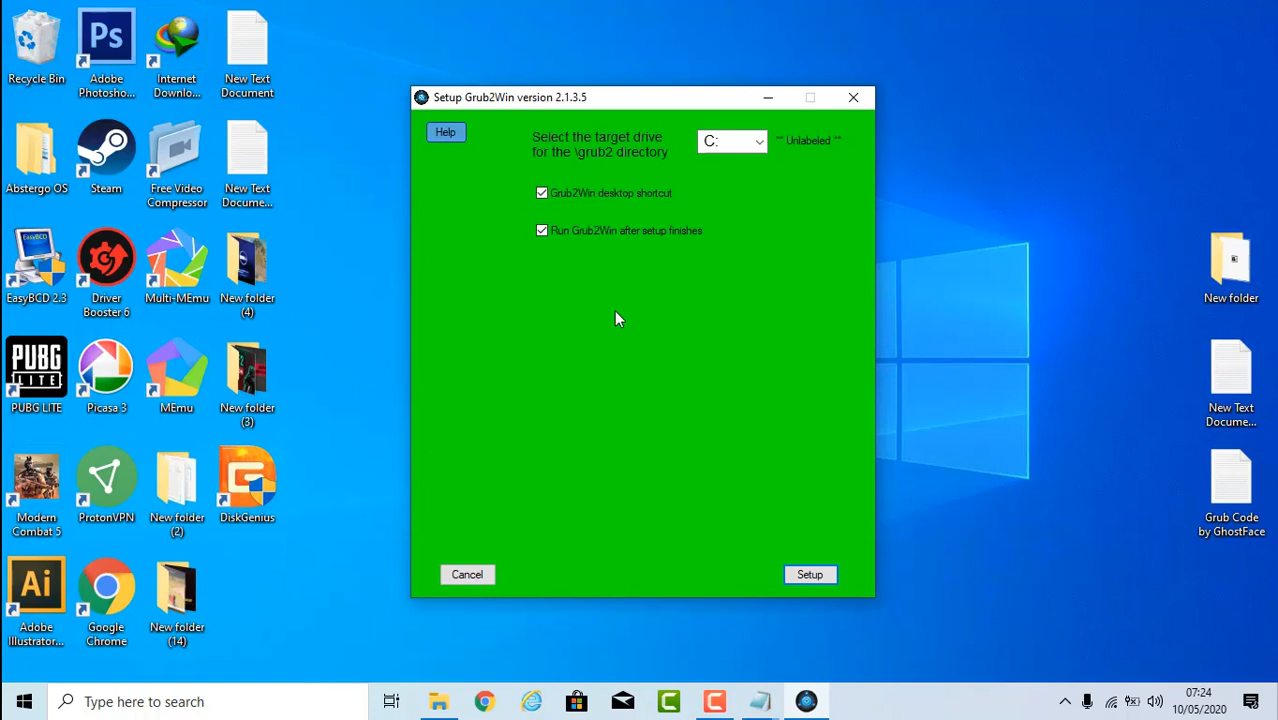 Recycle Bin
Adobe
Photosho...
Internet
Downlo...
New Text
Document
Abstergo OS
Steam
Free Video
Compressor
New Text
Docume...
EasyBCD 2.3
Driver
Booster 6
Multi-MEmu
New folder
(4)
PUBG
LITE
PUBG LITE
Picasa 3
MEmu
New folder
(3)
Modern
Combat 5
ProtonVPN
New folder
(2)
DiskGenius
Adobe
Illustrator...
Google
Chrome
New folder
(14)
Ps
EasyBCD
G
Ai
Setup Grub2Win version 2.1.3.5
Help
Select the target drive
for the \grub2 directory
C:
** Unlabeled **
Grub2Win desktop shortcut
Run Grub2Win after setup finishes
Cancel
Setup
New folder
New Text
Docume...
Grub Code
by GhostFace
Type here to search
07:24
10/05/2020